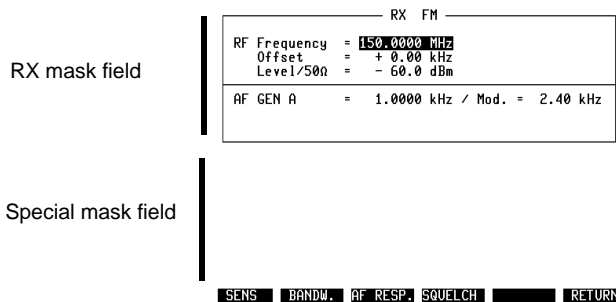 RX FM
RF Frequency = 150.0000 MHz
Offset = + 0.00 kHz
Level/50Ω = - 60.0 dBm
RX mask field
AF GEN A = 1.0000 kHz / Mod. = 2.40 kHz
Special mask field
SENS BANDW. AF RESP. SQUELCH RETURN